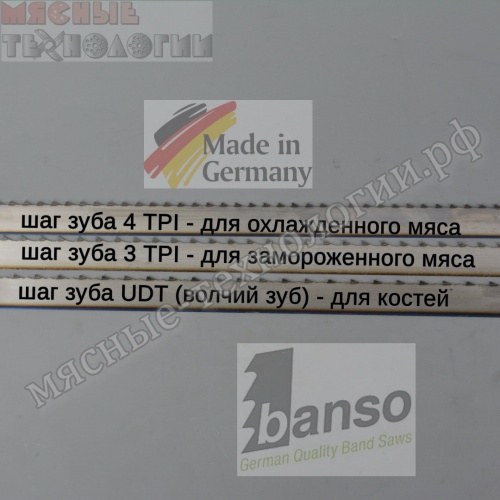 МЯСНЫЕ
ТЕХНОЛОГИИ
Made in
Germany
шаг зуба 4 TPI - для охлажденного мяса
шаг зуба 3 TPI - для замороженного мяса
шаг зуба UDT (волчий зуб) - для костей
мясные-технологии.рф
1
banso
German Quality Band Saws